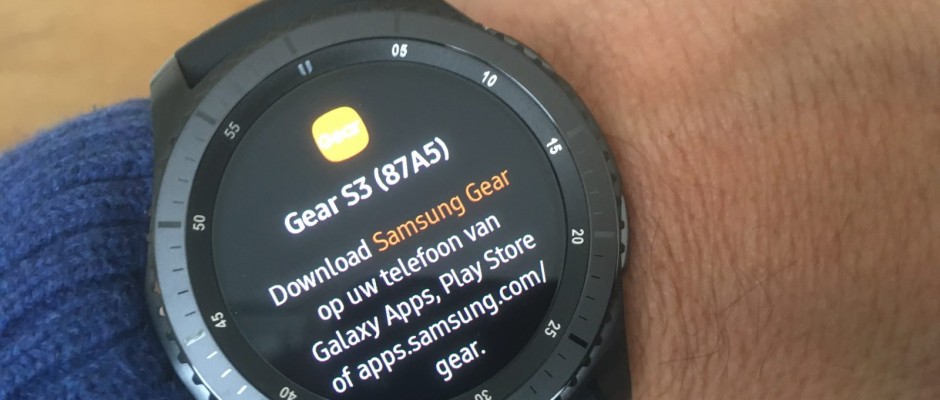 05
10
15
20
25
30
40
45
50
55
Gear
Gear S3 (87A5)
Download Samsung Gear
op uw telefoon van
Galaxy Apps, Play Store
of apps.samsung.com/
gear.